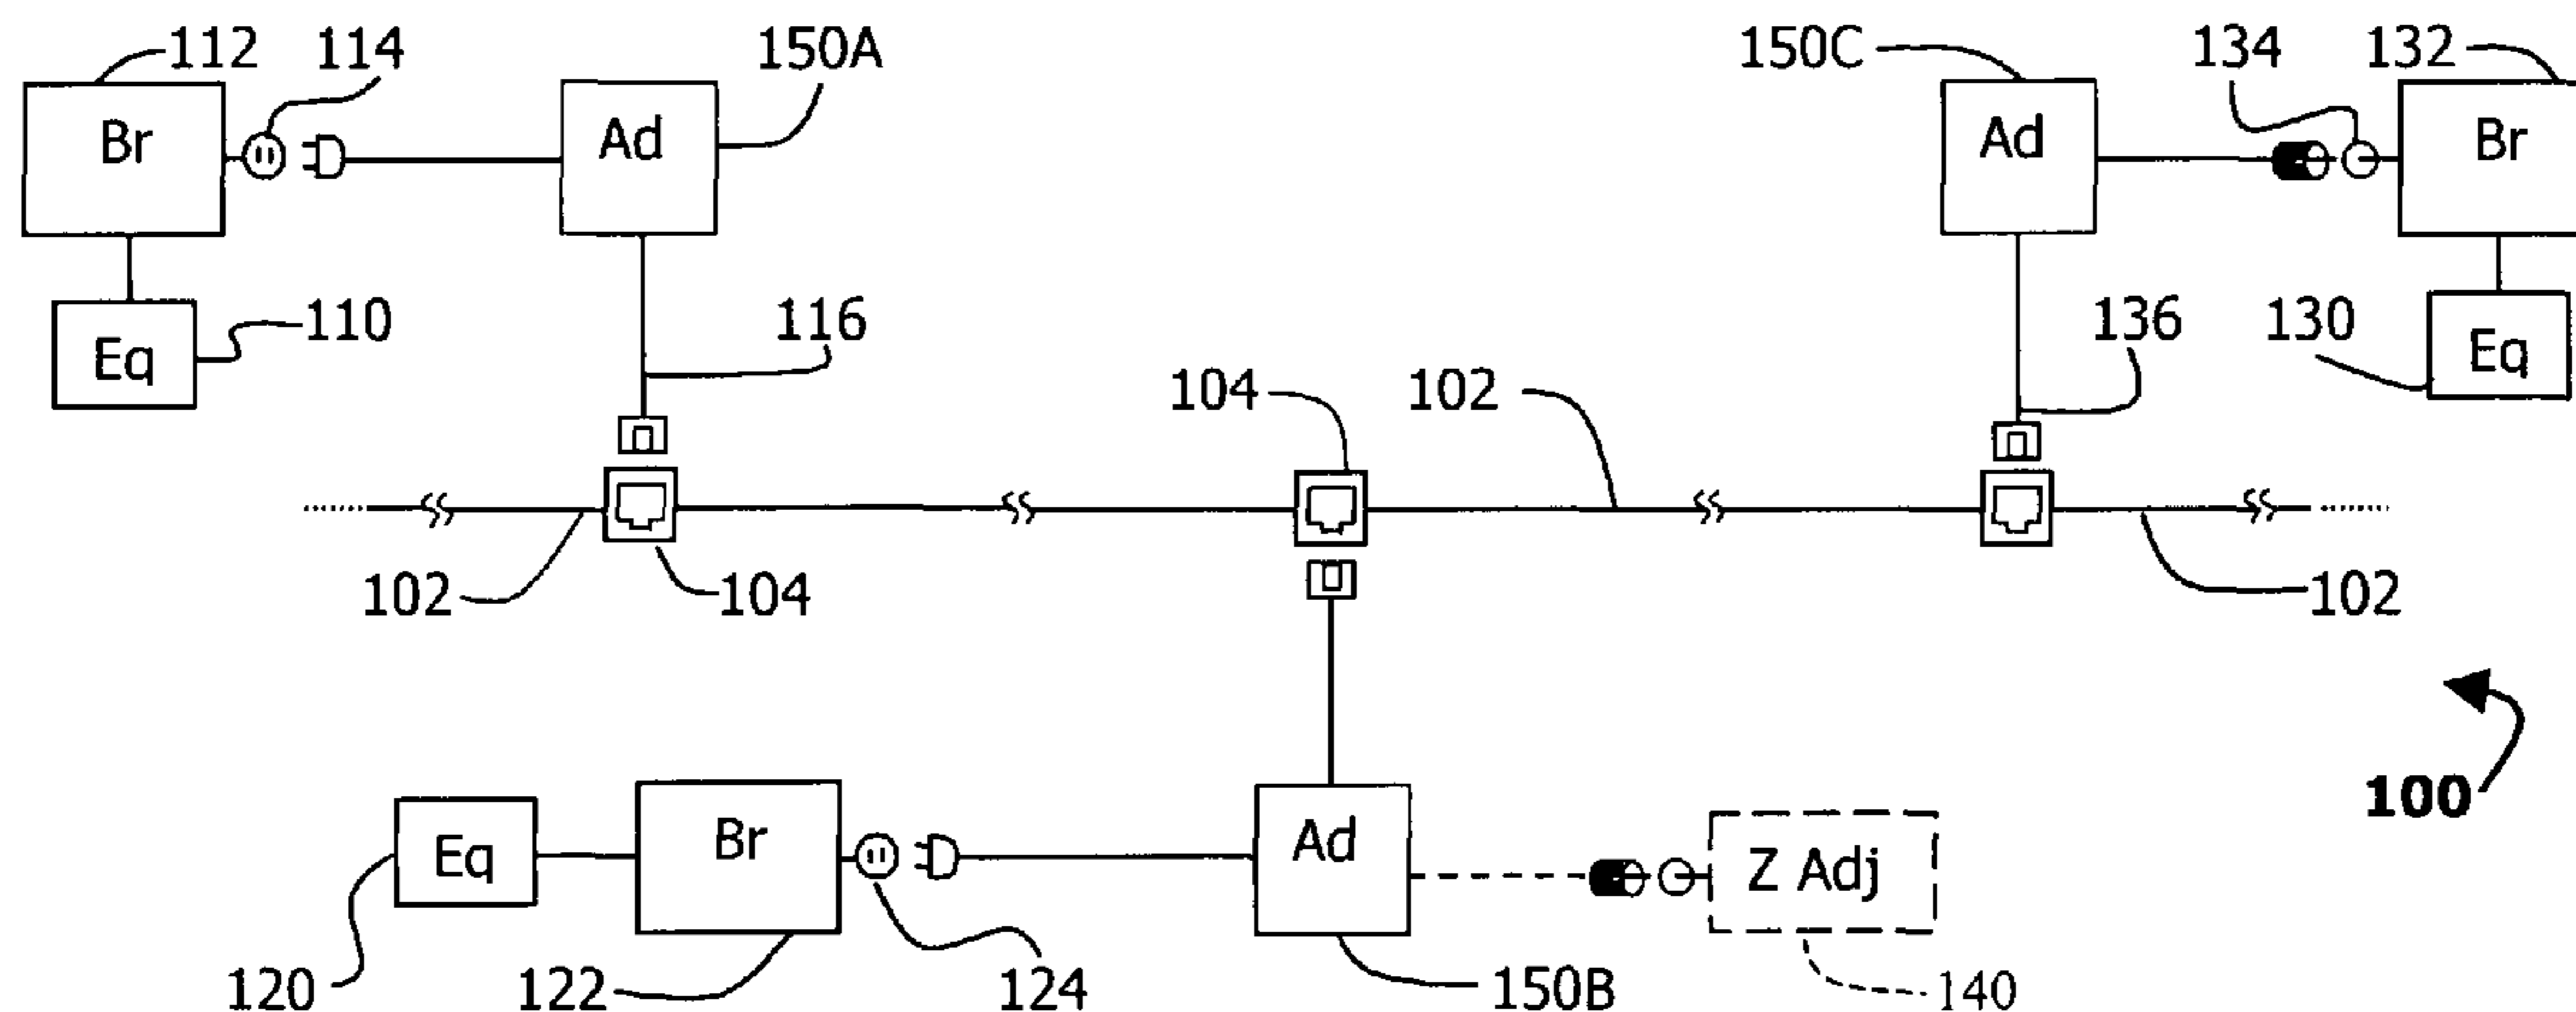 112 114 150A 150C 134 132
Br Ad Ad Br
110 116 136 130
Eq Eq
104 102
102 104 102
100
Eq Br Ad Z Adj
120 122 124 150B 140